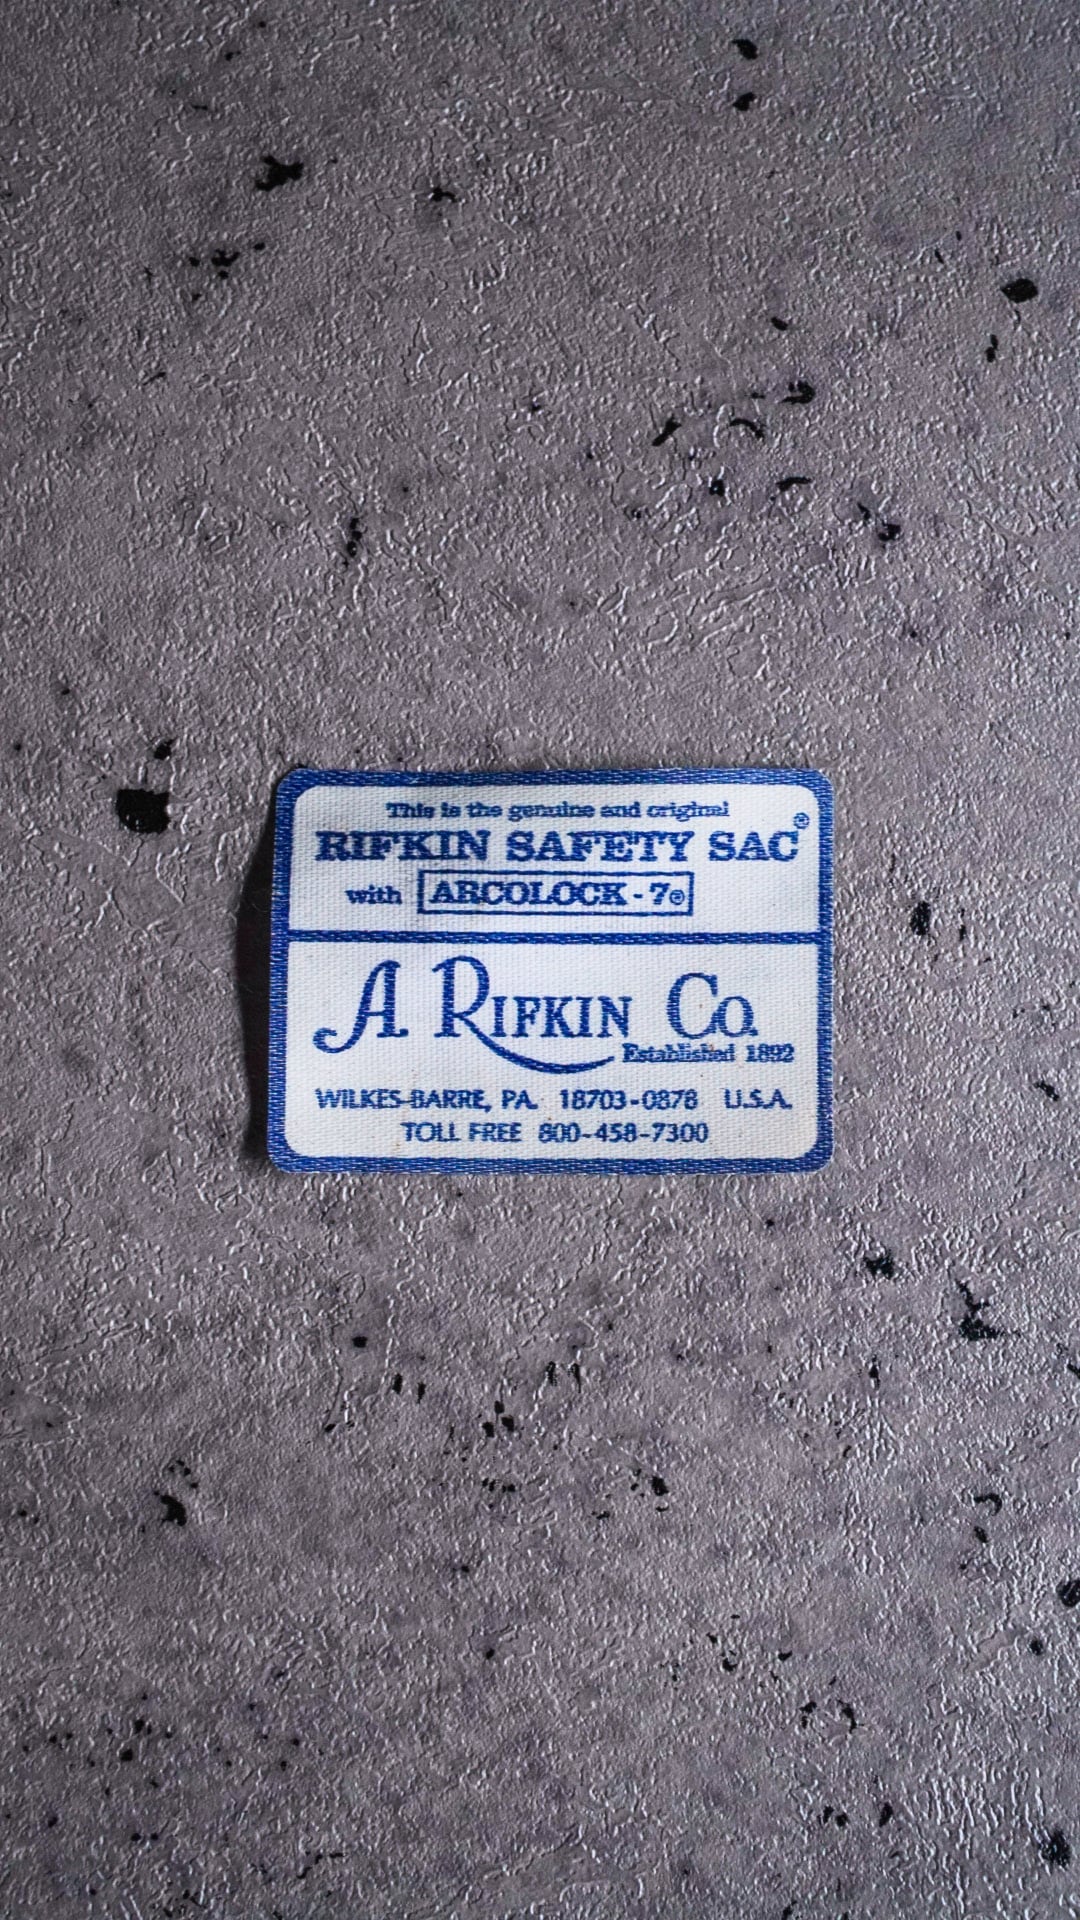 This is the genuine and original
RIFKIN SAFETY SAC®
with ARCOLOCK-7®
A. RIFKIN CO.
Established 1892
WILKES-BARRE, PA. 18703-0878 U.S.A.
TOLL FREE 800-458-7300